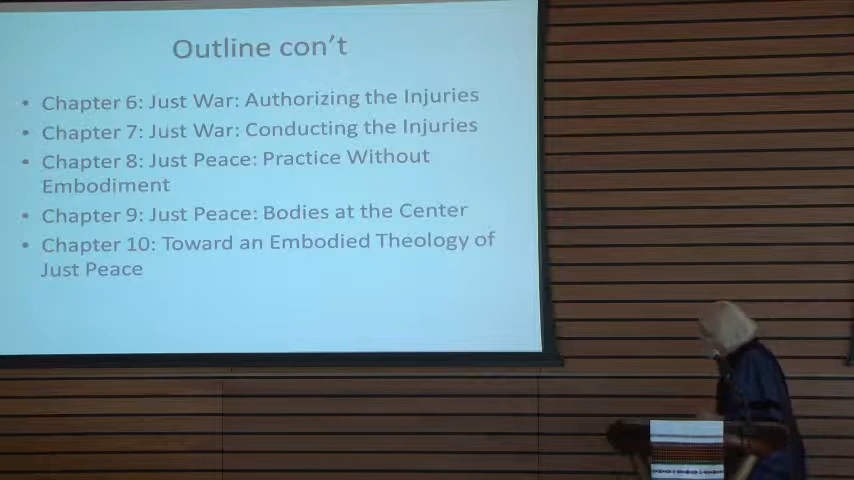 Outline con't
• Chapter 6: Just War: Authorizing the Injuries
• Chapter 7: Just War: Conducting the Injuries
• Chapter 8: Just Peace: Practice Without
Embodiment
• Chapter 9: Just Peace: Bodies at the Center
• Chapter 10: Toward an Embodied Theology of
Just Peace